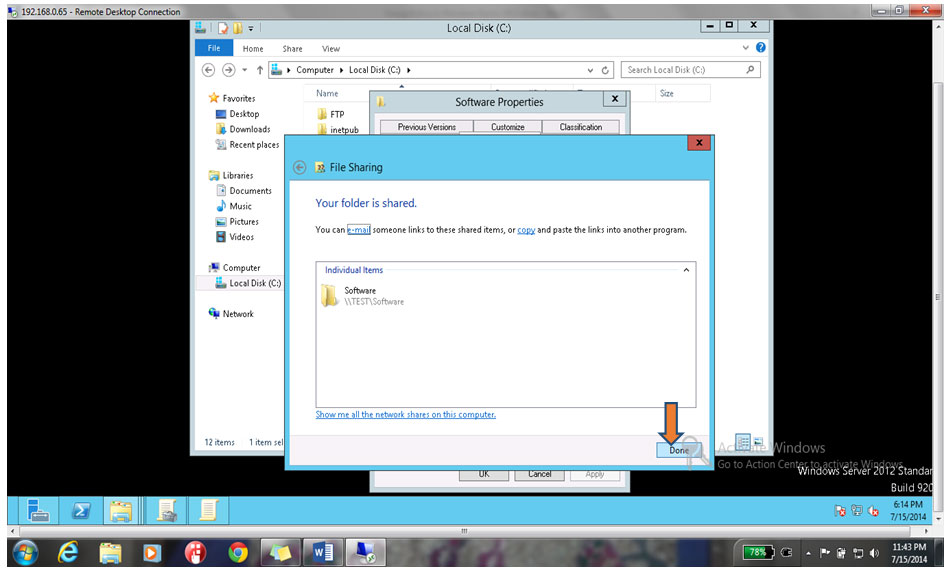 192.168.0.65 - Remote Desktop Connection
Local Disk (C:)
File Home Share View
Computer Local Disk (C:)
Search Local Disk (C:)
Name Size
Favorites
Desktop
Downloads
Recent places
Libraries
Documents
Music
Pictures
Videos
Computer
Local Disk (C:)
Network
FTP
inetpub
12 items 1 item sel
Software Properties
Previous Versions Customize Classification
File Sharing
Your folder is shared.
You can e-mail someone links to these shared items, or copy and paste the links into another program.
Individual Items
Software
\\TEST\Software
Show me all the network shares on this computer.
Done
OK Cancel Apply
Activate Windows
Go to Action Center to activate Windows.
Windows Server 2012 Standar
Build 920
6:14 PM
7/15/2014
78%
11:43 PM
7/15/2014